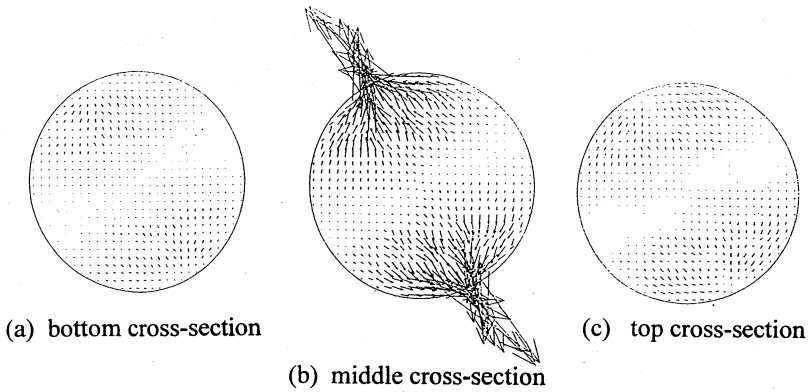 (a) bottom cross-section
(b) middle cross-section
(c) top cross-section